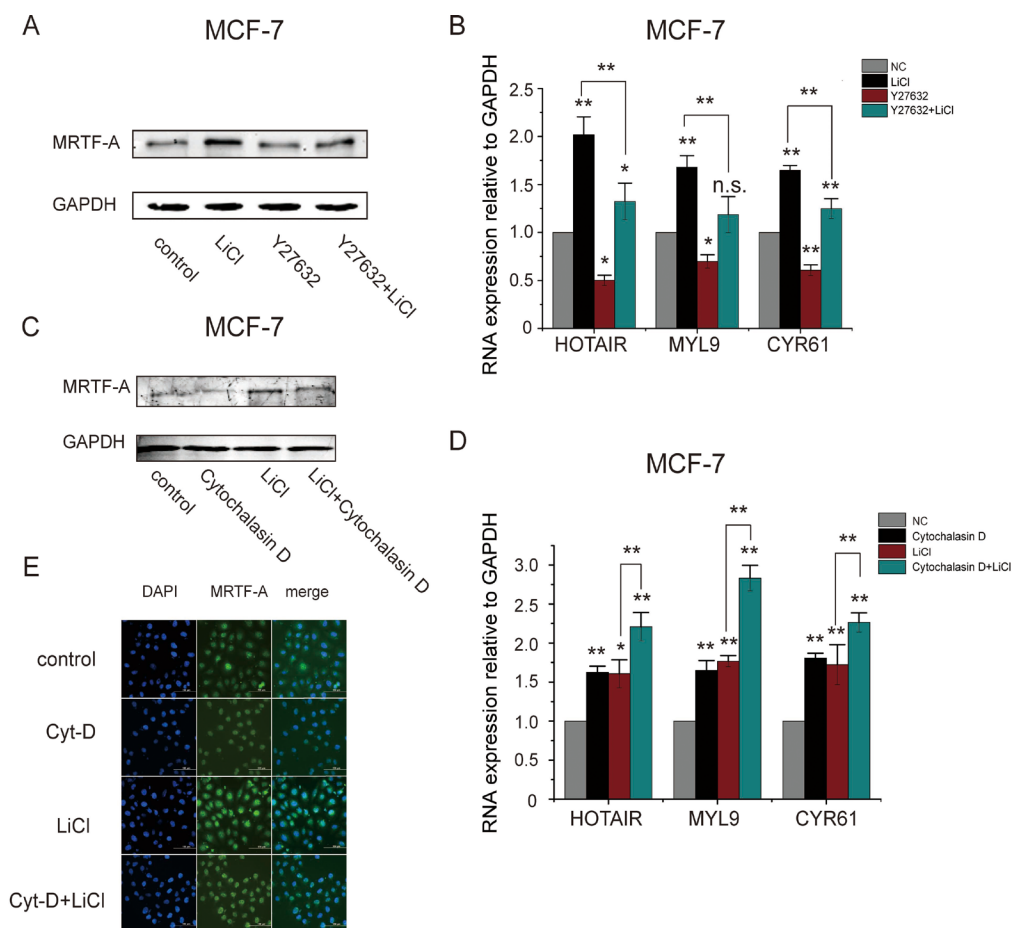 A
MCF-7
MRTF-A
GAPDH
control
LiCl
Y27632
Y27632+LiCl
B
MCF-7
NC
LiCl
Y27632
Y27632+LiCl
RNA expression relative to GAPDH
2.5
2.0
1.5
1.0
0.5
0
** ** **
** ** **
* n.s. **
* * **
HOTAIR MYL9 CYR61
C
MCF-7
MRTF-A
GAPDH
control
Cytochalasin D
LiCl
LiCl+Cytochalasin D
D
MCF-7
NC
Cytochalasin D
LiCl
Cytochalasin D+LiCl
RNA expression relative to GAPDH
3.0
2.5
2.0
1.5
1.0
0.5
0.0
** ** **
** ** **
** * ** ** ** **
HOTAIR MYL9 CYR61
E
DAPI MRTF-A merge
control
Cyt-D
LiCl
Cyt-D+LiCl